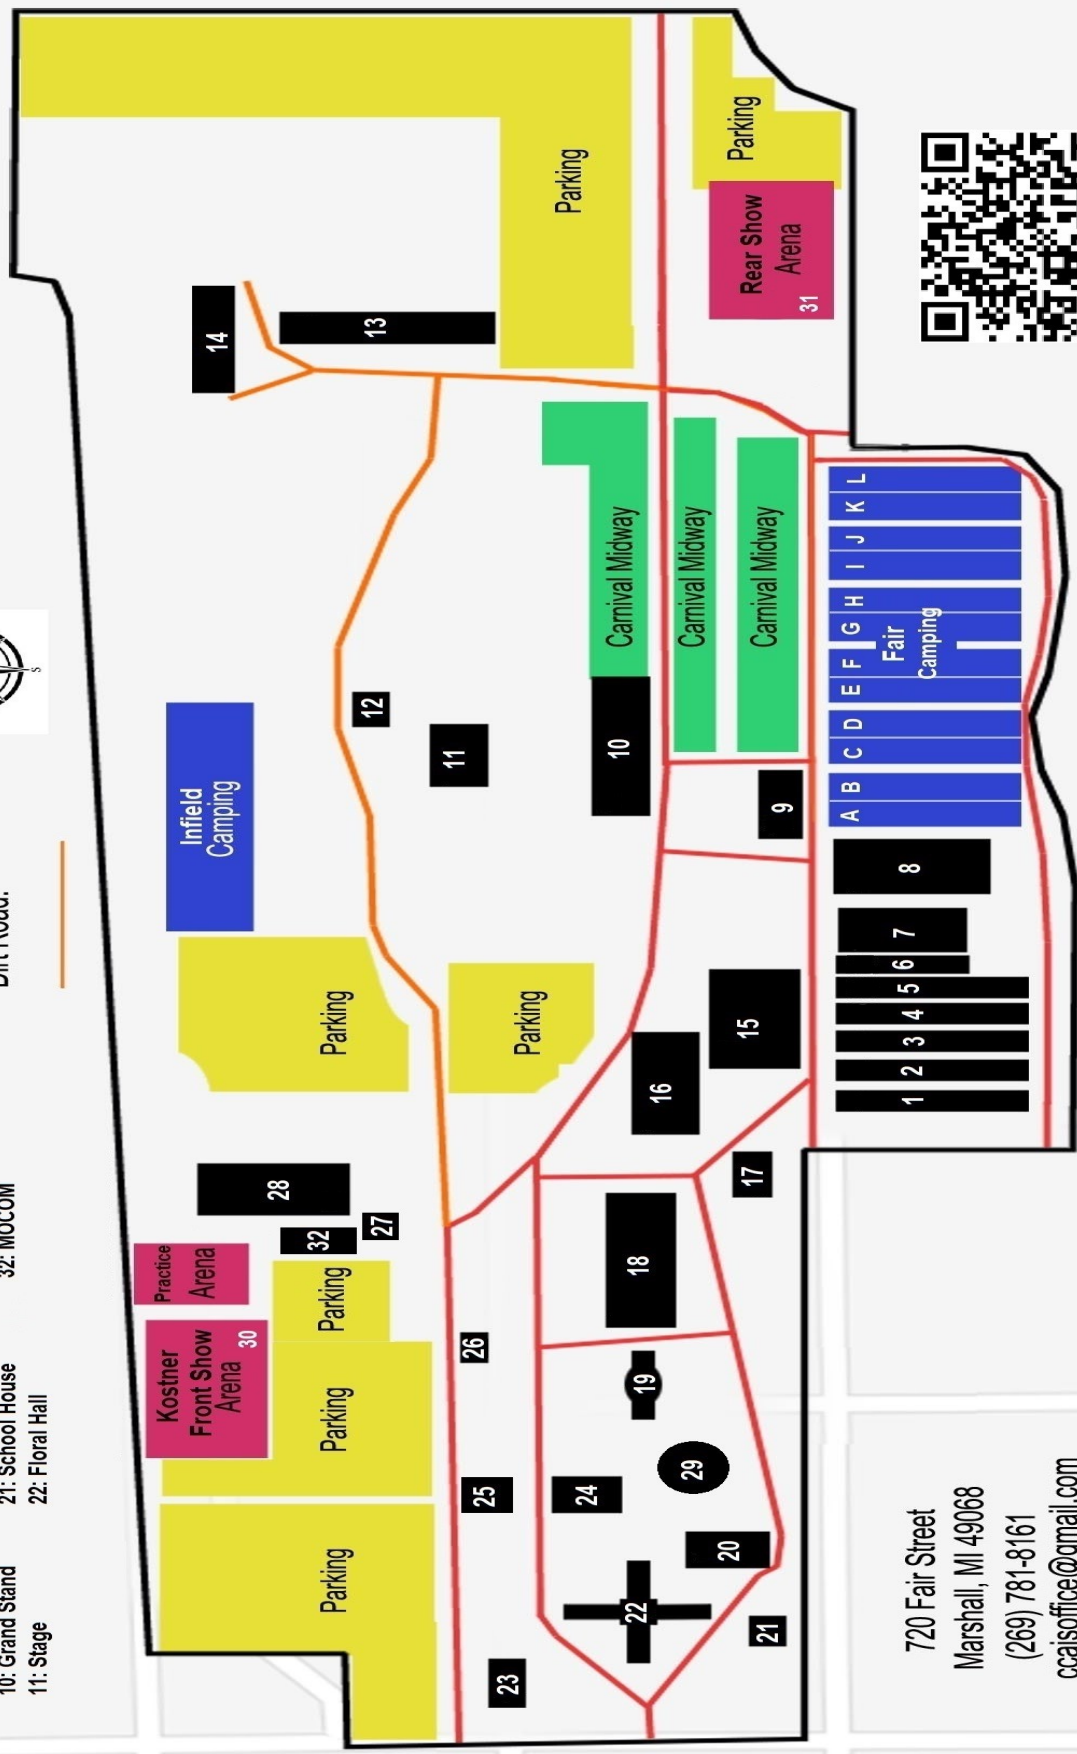 10: Grand Stand
21: School House
32: MOCOM
11: Stage
22: Floral Hall
S
Kostner
Front Show
Arena
30
Practice
Arena
Infield
Camping
14
Parking
Parking
Parking
32
28
27
Parking
12
13
23
25
26
Parking
11
Parking
22
24
19
18
16
10
Carnival Midway
Carnival Midway
Carnival Midway
20
29
15
9
Rear Show
Arena
31
Parking
21
17
1
2
3
4
5
6
7
8
A B C D E F G H I J K L
Fair
Camping
720 Fair Street
Marshall, MI 49068
(269) 781-8161
ccaisoffice@gmail.com